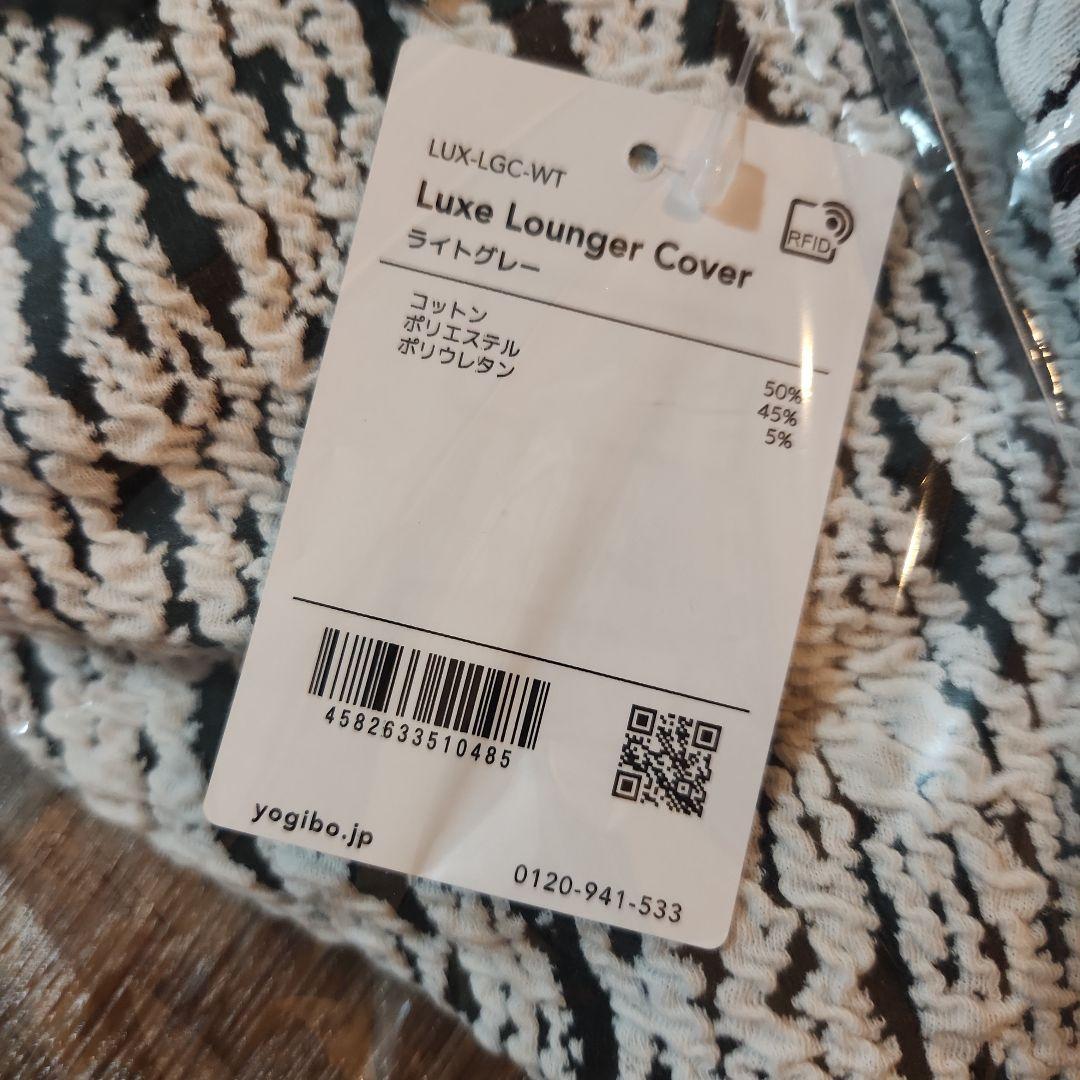 LUX-LGC-WT
Luxe Lounger Cover
RFID
ライトグレー
コットン 50%
ポリエステル 45%
ポリウレタン 5%
4582633510485
yogibo.jp
0120-941-533